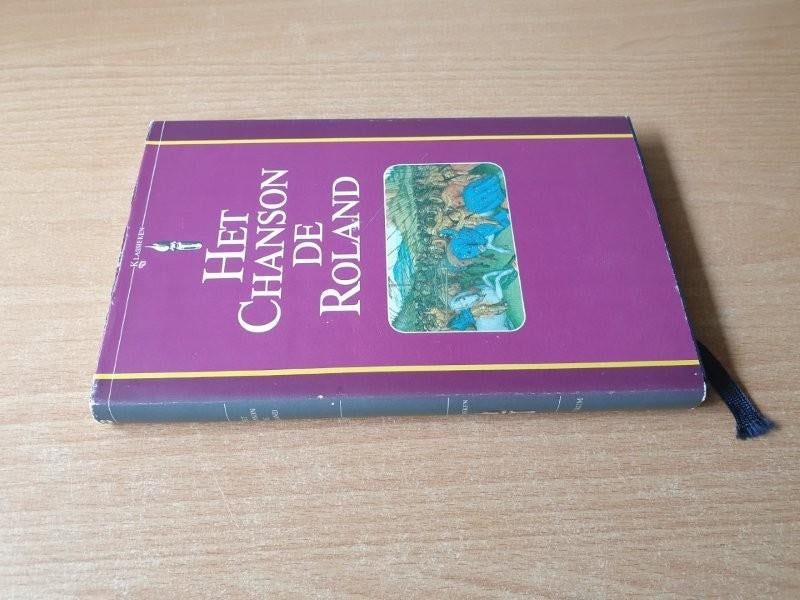 KLASSIEKEN
HET
CHANSON
DE
ROLAND